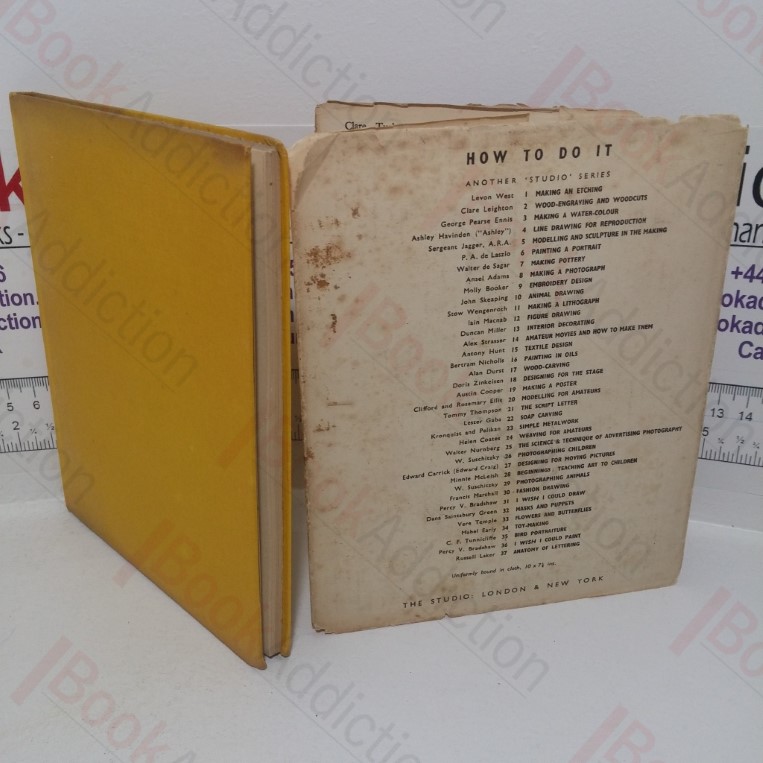 Clare
HOW TO DO IT
ANOTHER 'STUDIO' SERIES
Levon West 1 MAKING AN ETCHING
Clare Leighton 2 WOOD-ENGRAVING AND WOODCUTS
George Pearse Ennis 3 MAKING A WATER-COLOUR
Ashley Havinden ("Ashley") 4 LINE DRAWING FOR REPRODUCTION
Sergeant Jagger, A.R.A. 5 MODELLING AND SCULPTURE IN THE MAKING
P. A. de Laszlo 6 PAINTING A PORTRAIT
Walter de Sager 7 MAKING POTTERY
Ansel Adams 8 MAKING A PHOTOGRAPH
Molly Booker 9 EMBROIDERY DESIGN
John Skeaping 10 ANIMAL DRAWING
Stow Wengenroth 11 MAKING A LITHOGRAPH
Iain Macnab 12 FIGURE DRAWING
Duncan Miller 13 INTERIOR DECORATING
Alex Strasser 14 AMATEUR MOVIES AND HOW TO MAKE THEM
Antony Hunt 15 TEXTILE DESIGN
Bertram Nicholls 16 PAINTING IN OILS
Alan Durst 17 WOOD-CARVING
Doris Zinkeisen 18 DESIGNING FOR THE STAGE
Austin Cooper 19 MAKING A POSTER
Clifford and Rosemary Ellis 20 MODELLING FOR AMATEURS
Tommy Thompson 21 THE SCRIPT LETTER
Lester Gaba 22 SOAP CARVING
Kronquist and Pelikan 23 SIMPLE METALWORK
Helen Coates 24 WEAVING FOR AMATEURS
Walter Nurnberg 25 THE SCIENCE & TECHNIQUE OF ADVERTISING PHOTOGRAPHY
W. Suschitzky 26 PHOTOGRAPHING CHILDREN
Edward Carrick (Edward Craig) 27 DESIGNING FOR MOVING PICTURES
Minnie McLeish 28 BEGINNINGS: TEACHING ART TO CHILDREN
W. Suschitzky 29 PHOTOGRAPHING ANIMALS
Francis Marshall 30 FASHION DRAWING
Percy V. Bradshaw 31 I WISH I COULD DRAW
Dana Saintsbury Green 32 MASKS AND PUPPETS
Vere Temple 33 FLOWERS AND BUTTERFLIES
Mabel Early 34 TOY-MAKING
C. F. Tunnicliffe 35 BIRD PORTRAITURE
Percy V. Bradshaw 36 I WISH I COULD PAINT
Russell Laker 37 ANATOMY OF LETTERING
Uniformly bound in cloth, 10 x 7½ ins.
THE STUDIO: LONDON & NEW YORK
BookAddiction
+44
Ca
5 6
13 14